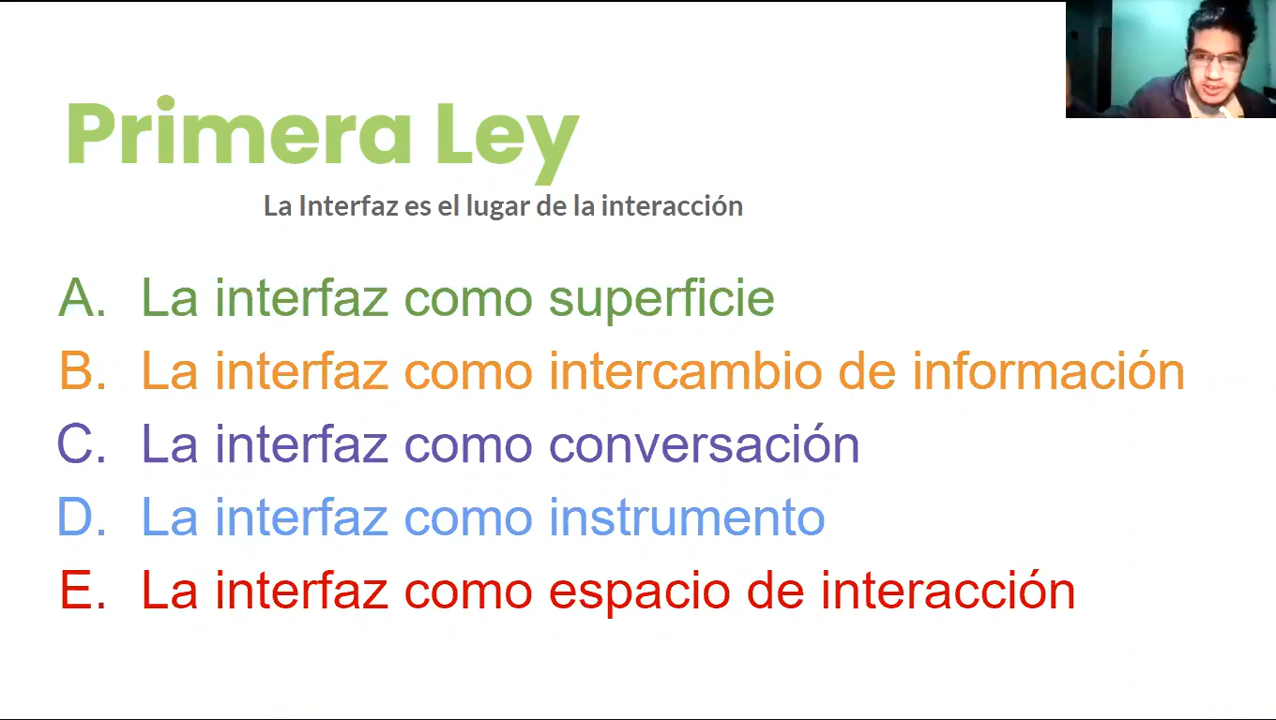 Primera Ley
La Interfaz es el lugar de la interacción
A. La interfaz como superficie
B. La interfaz como intercambio de información
C. La interfaz como conversación
D. La interfaz como instrumento
E. La interfaz como espacio de interacción